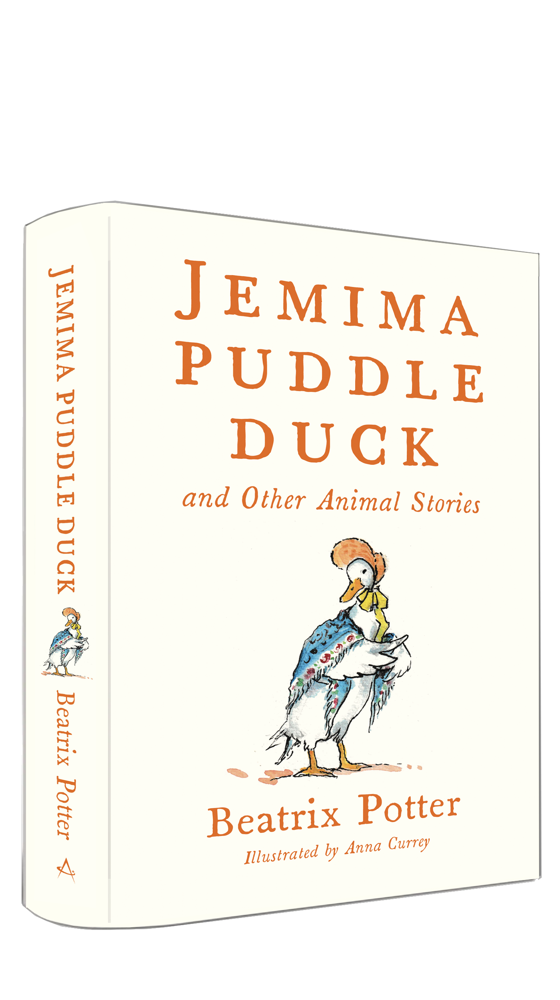 JEMIMA PUDDLE DUCK Beatrix Potter
JEMIMA
PUDDLE
DUCK
and Other Animal Stories
Beatrix Potter
Illustrated by Anna Currey